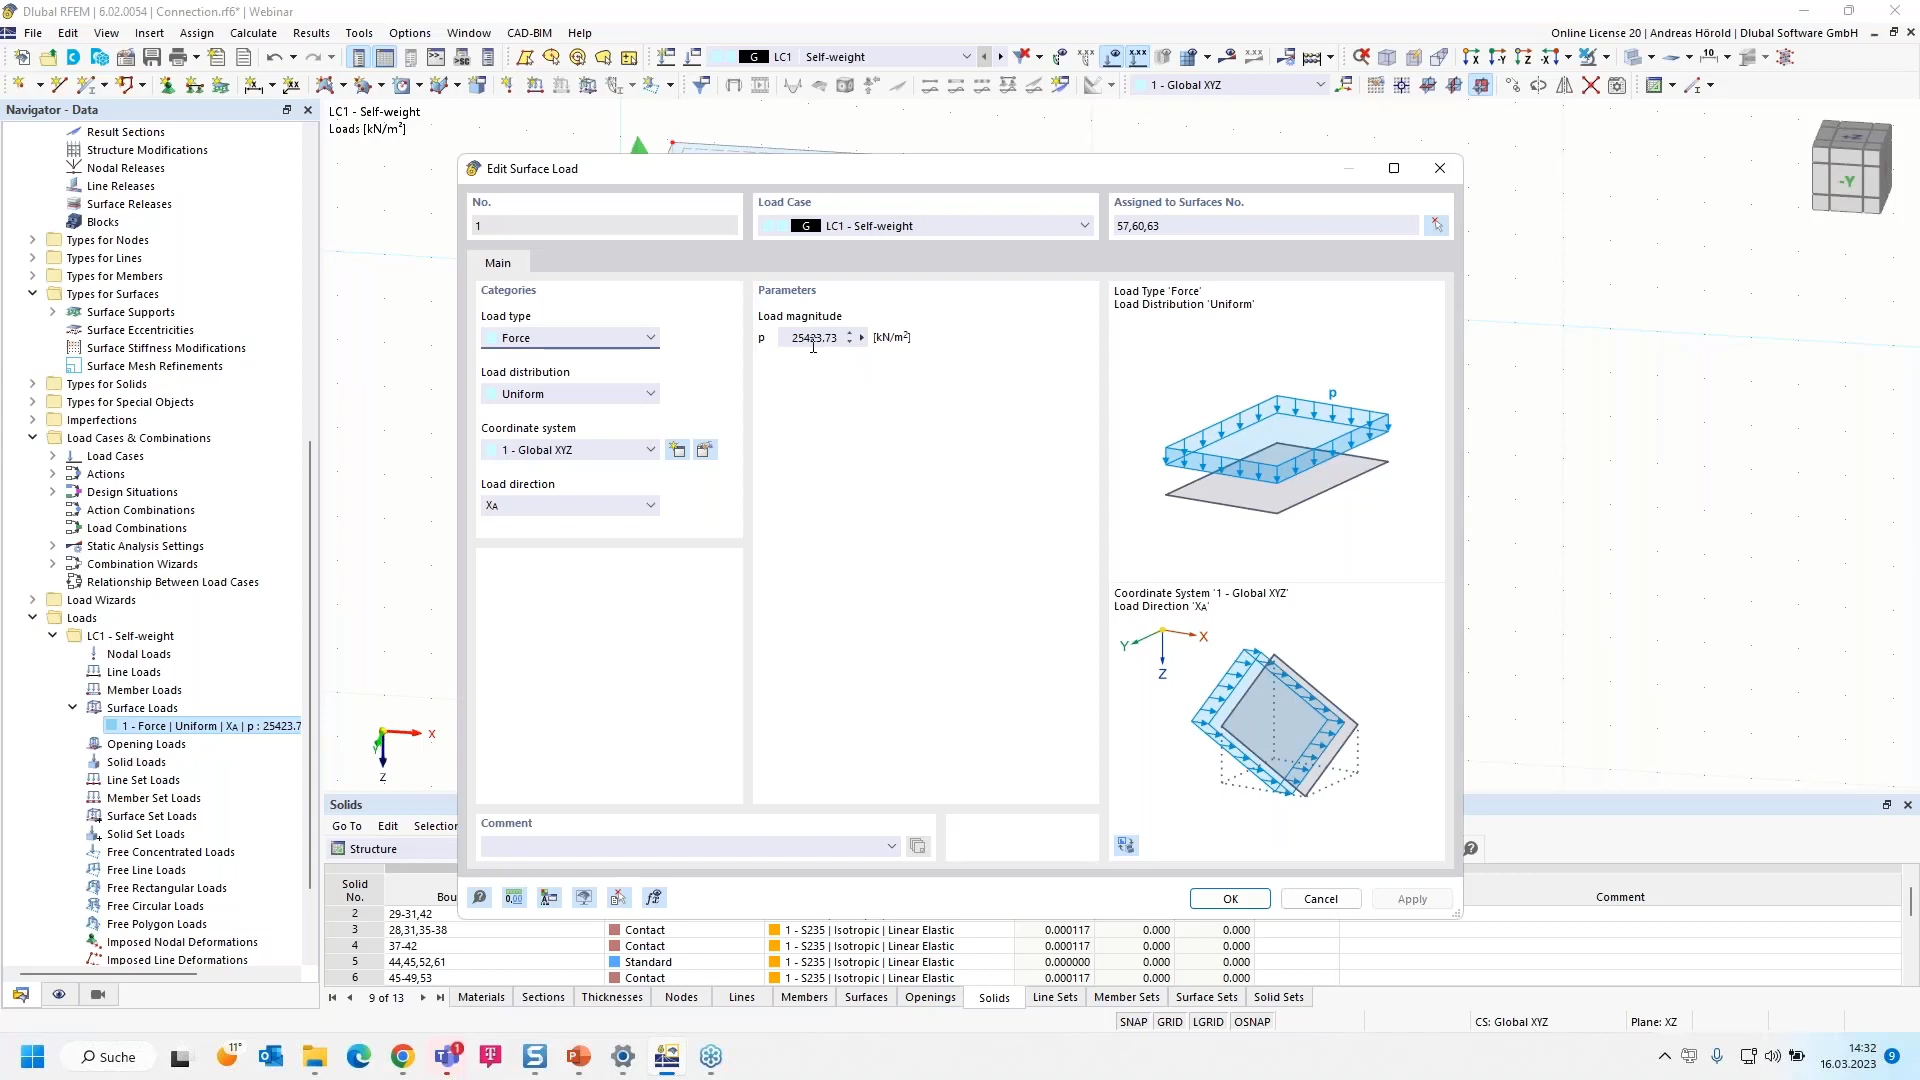 Dlubal RFEM | 6.02.0054 | Connection.rf6* | Webinar
File Edit View Insert Assign Calculate Results Tools Options Window CAD-BIM Help
Online License 20 | Andreas Hörold | Dlubal Software GmbH
G LC1 Self-weight
1 - Global XYZ
Navigator - Data
Result Sections
Structure Modifications
Nodal Releases
Line Releases
Surface Releases
Blocks
Types for Nodes
Types for Lines
Types for Members
Types for Surfaces
Surface Supports
Surface Eccentricities
Surface Stiffness Modifications
Surface Mesh Refinements
Types for Solids
Types for Special Objects
Imperfections
Load Cases & Combinations
Load Cases
Actions
Design Situations
Action Combinations
Load Combinations
Static Analysis Settings
Combination Wizards
Relationship Between Load Cases
Load Wizards
Loads
LC1 - Self-weight
Nodal Loads
Line Loads
Member Loads
Surface Loads
1 - Force | Uniform | XA | p : 25423.7
Opening Loads
Solid Loads
Line Set Loads
Member Set Loads
Surface Set Loads
Solid Set Loads
Free Concentrated Loads
Free Line Loads
Free Rectangular Loads
Free Circular Loads
Free Polygon Loads
Imposed Nodal Deformations
Imposed Line Deformations
LC1 - Self-weight
Loads [kN/m²]
+Z
-Y
X
Y
Z
Edit Surface Load
No.
1
Load Case
G LC1 - Self-weight
Assigned to Surfaces No.
57,60,63
Main
Categories
Load type
Force
Load distribution
Uniform
Coordinate system
1 - Global XYZ
Load direction
XA
Parameters
Load magnitude
p 25423.73 [kN/m²]
Load Type 'Force'
Load Distribution 'Uniform'
p
Coordinate System '1 - Global XYZ'
Load Direction 'XA'
Y X
Z
Comment
OK Cancel Apply
Solids
Go To Edit Selection
Structure
Solid
No. Bou Comment
2 29-31,42
3 28,31,35-38 Contact 1 - S235 | Isotropic | Linear Elastic 0.000117 0.000 0.000
4 37-42 Contact 1 - S235 | Isotropic | Linear Elastic 0.000117 0.000 0.000
5 44,45,52,61 Standard 1 - S235 | Isotropic | Linear Elastic 0.000000 0.000 0.000
6 45-49,53 Contact 1 - S235 | Isotropic | Linear Elastic 0.000117 0.000 0.000
9 of 13 Materials Sections Thicknesses Nodes Lines Members Surfaces Openings Solids Line Sets Member Sets Surface Sets Solid Sets
SNAP GRID LGRID OSNAP CS: Global XYZ Plane: XZ
Suche
11°
1
14:32
16.03.2023
9